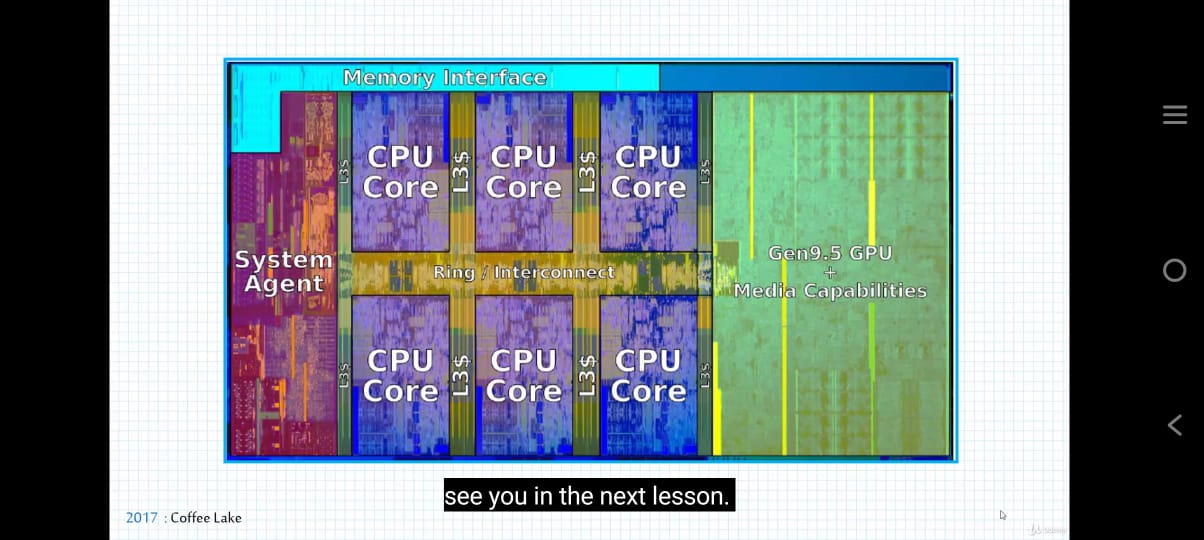 Memory Interface
CPU
Core
L3$
CPU
Core
L3$
CPU
Core
L3$
L3$
System
Agent
Ring / Interconnect
Gen9.5 GPU
+
Media Capabilities
L3$
CPU
Core
L3$
CPU
Core
L3$
CPU
Core
L3$
see you in the next lesson.
2017 : Coffee Lake